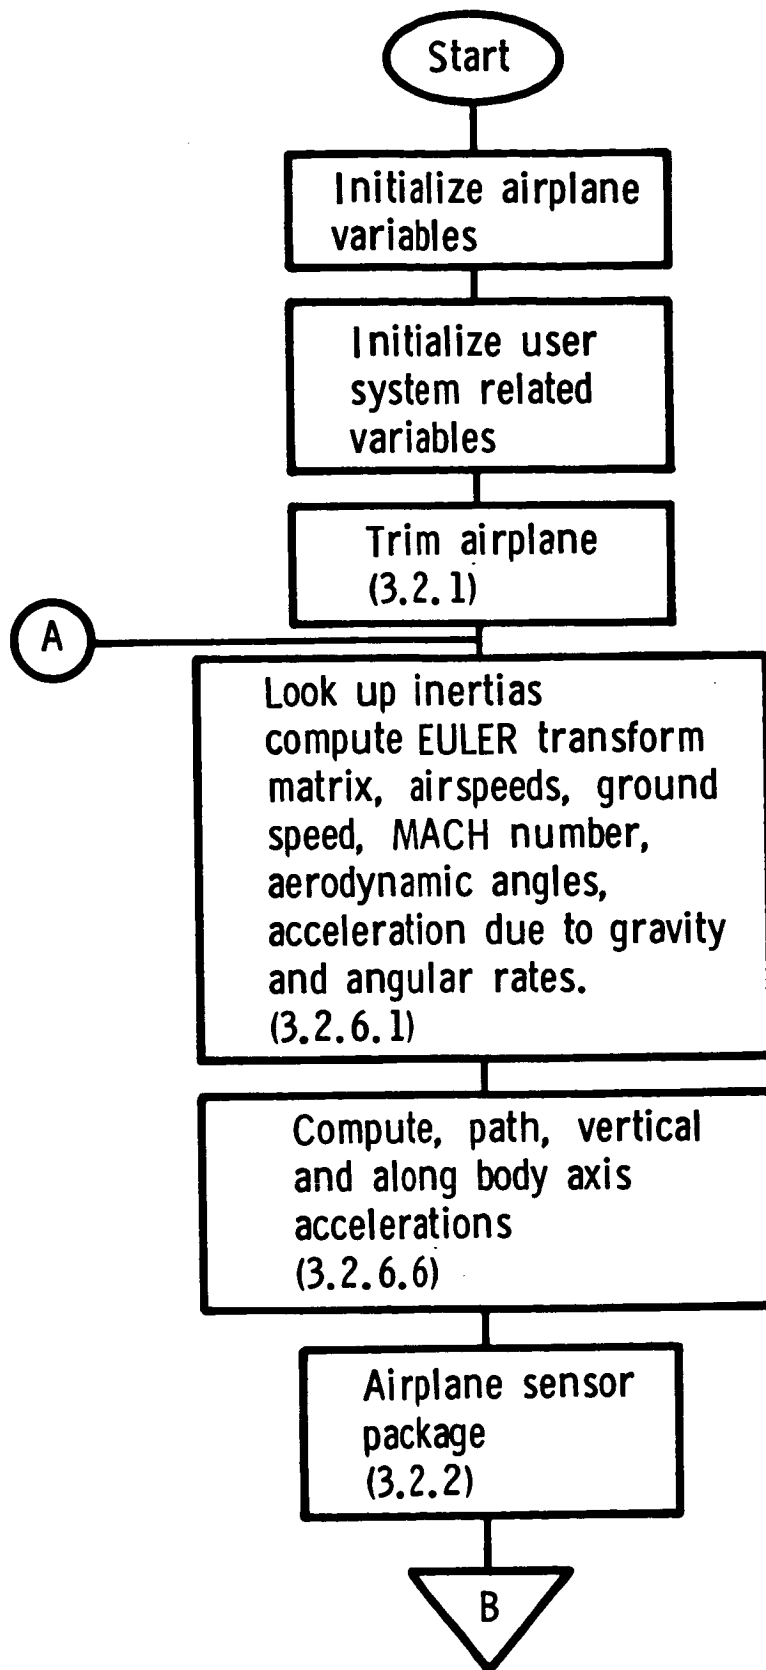 Start
Initialize airplane
variables
Initialize user
system related
variables
Trim airplane
(3.2.1)
A
Look up inertias
compute EULER transform
matrix, airspeeds, ground
speed, MACH number,
aerodynamic angles,
acceleration due to gravity
and angular rates.
(3.2.6.1)
Compute, path, vertical
and along body axis
accelerations
(3.2.6.6)
Airplane sensor
package
(3.2.2)
B